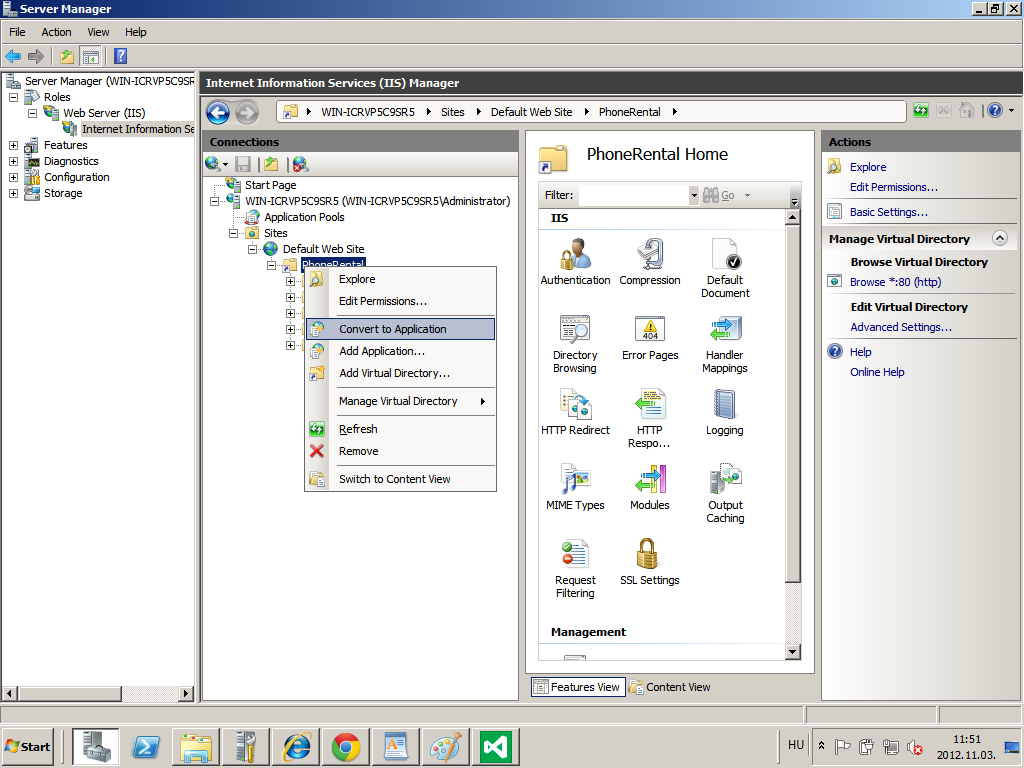 Server Manager
File Action View Help
Server Manager (WIN-ICRVP5C9SR
Roles
Web Server (IIS)
Internet Information Se
Features
Diagnostics
Configuration
Storage
Internet Information Services (IIS) Manager
WIN-ICRVP5C9SR5 Sites Default Web Site PhoneRental
Connections
Start Page
WIN-ICRVP5C9SR5 (WIN-ICRVP5C9SR5\Administrator)
Application Pools
Sites
Default Web Site
PhoneRental
Explore
Edit Permissions...
Convert to Application
Add Application...
Add Virtual Directory...
Manage Virtual Directory
Refresh
Remove
Switch to Content View
PhoneRental Home
Filter: Go
IIS
Authentication
Compression
Default
Document
Directory
Browsing
404
Error Pages
Handler
Mappings
HTTP Redirect
HTTP
Respo...
Logging
MIME Types
Modules
Output
Caching
Request
Filtering
SSL Settings
Management
Features View
Content View
Actions
Explore
Edit Permissions...
Basic Settings...
Manage Virtual Directory
Browse Virtual Directory
Browse *:80 (http)
Edit Virtual Directory
Advanced Settings...
Help
Online Help
Start
HU
11:51
2012.11.03.